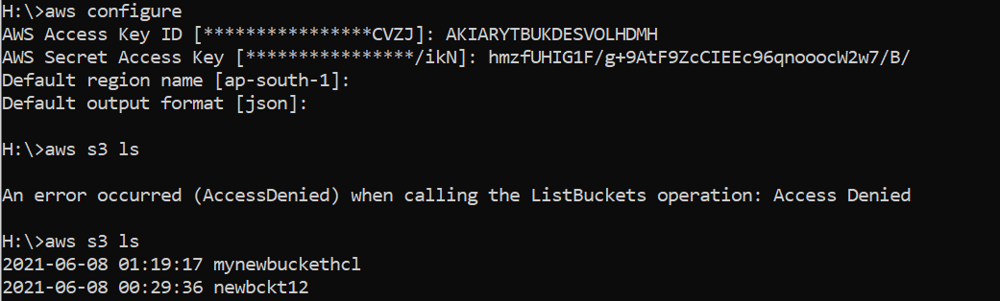 H:\>aws configure
AWS Access Key ID [****************CVZJ]: AKIARYTBUKDESVOLHDMH
AWS Secret Access Key [****************/ikN]: 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
Default region name [ap-south-1]:
Default output format [json]:
H:\>aws s3 ls
An error occurred (AccessDenied) when calling the ListBuckets operation: Access Denied
H:\>aws s3 ls
2021-06-08 01:19:17 mynewbuckethcl
2021-06-08 00:29:36 newbckt12